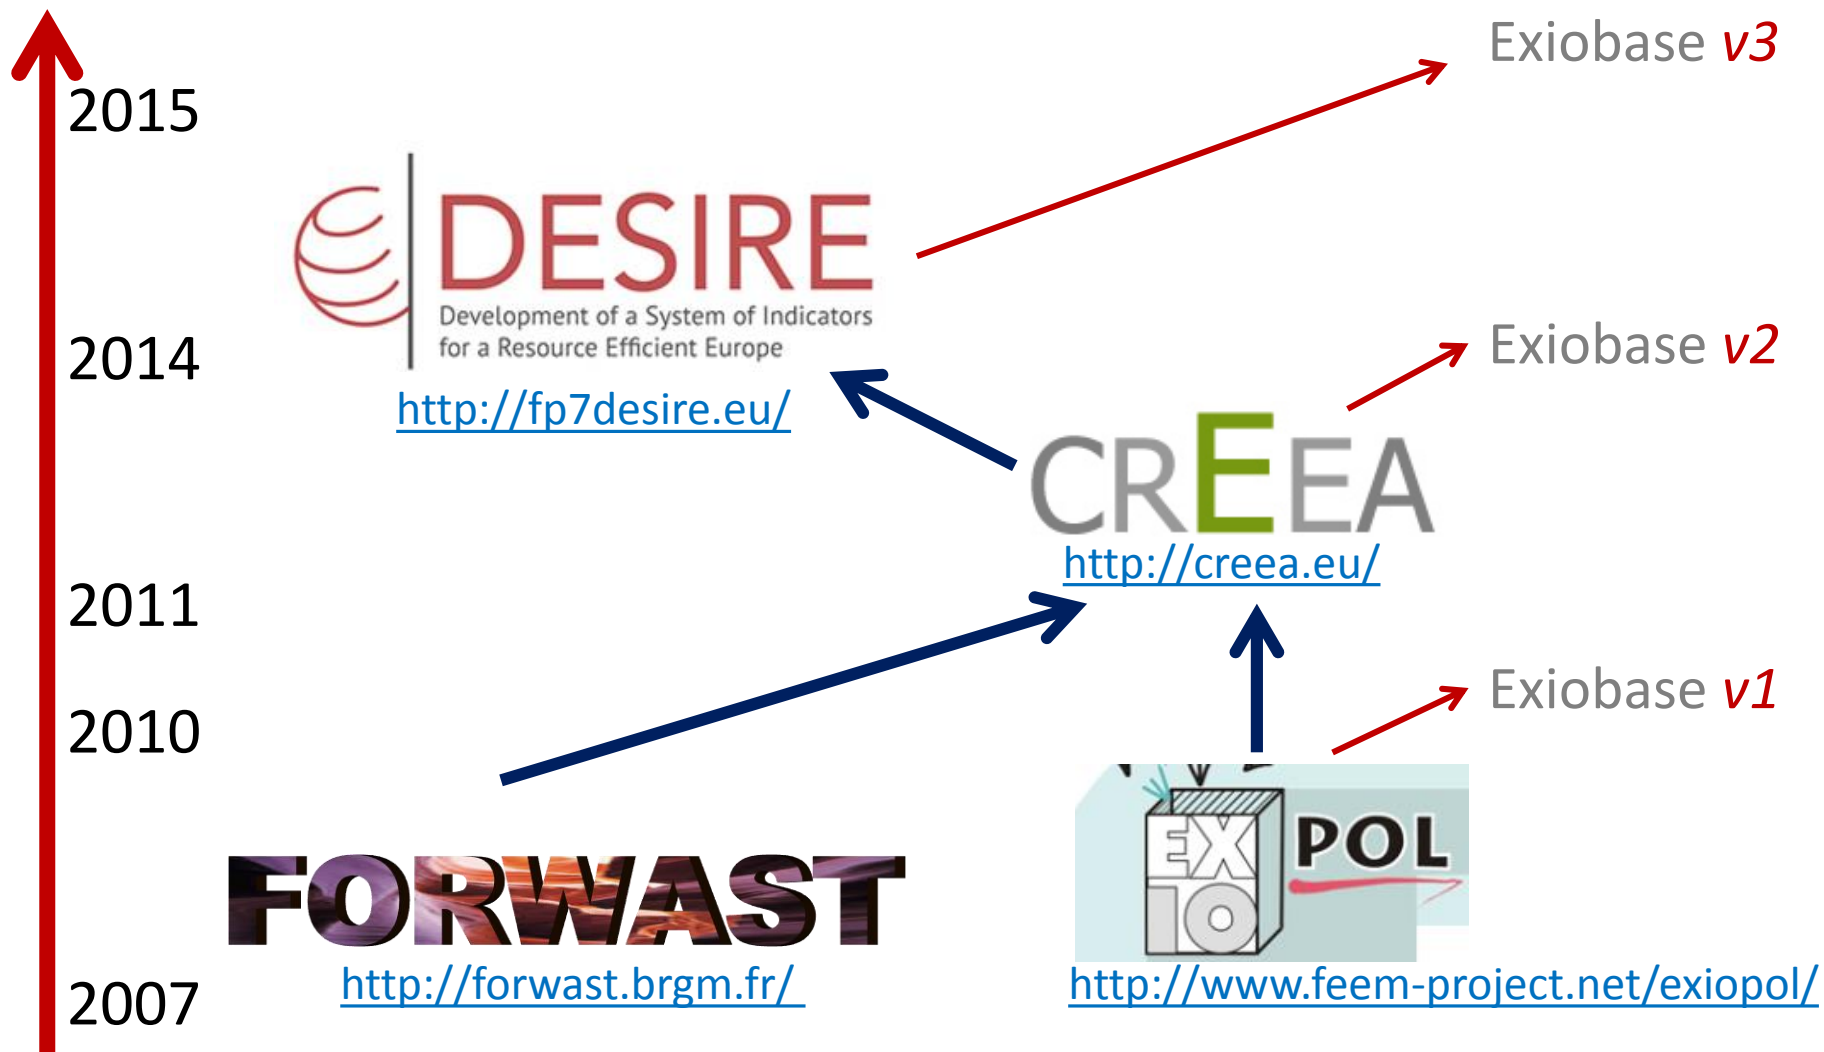 Exiobase v3
2015
DESIRE
Development of a System of Indicators
for a Resource Efficient Europe
2014
Exiobase v2
http://fp7desire.eu/
CREEA
http://creea.eu/
2011
Exiobase v1
2010
EX
IO
POL
FORWAST
http://forwast.brgm.fr/
http://www.feem-project.net/exiopol/
2007